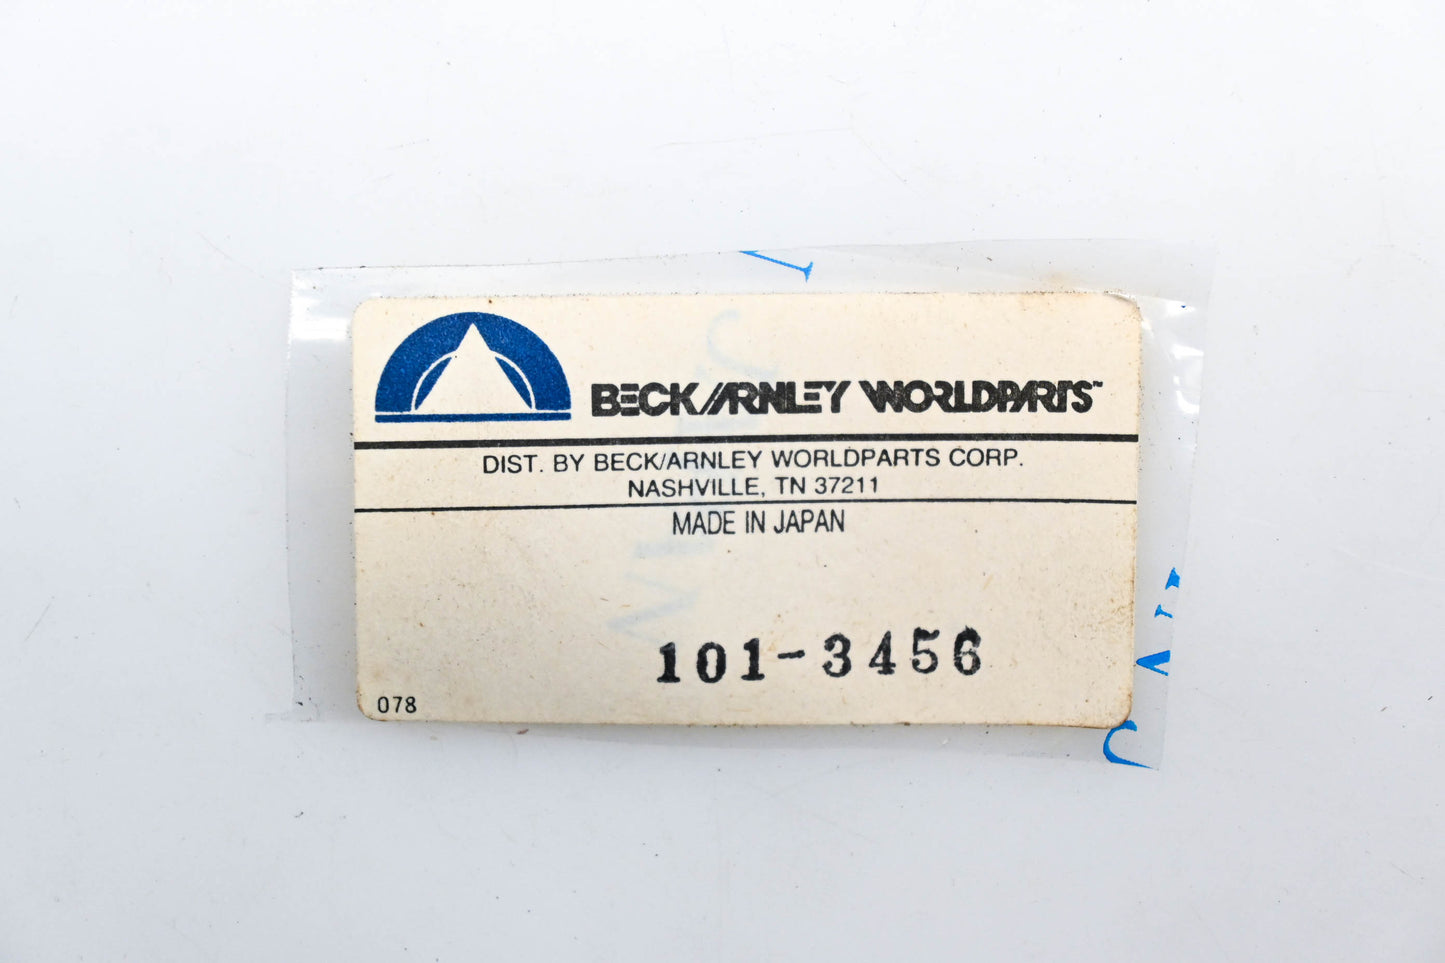 BECK/ARNLEY WORLDPARTS™
DIST. BY BECK/ARNLEY WORLDPARTS CORP.
NASHVILLE, TN 37211
MADE IN JAPAN
101-3456
078